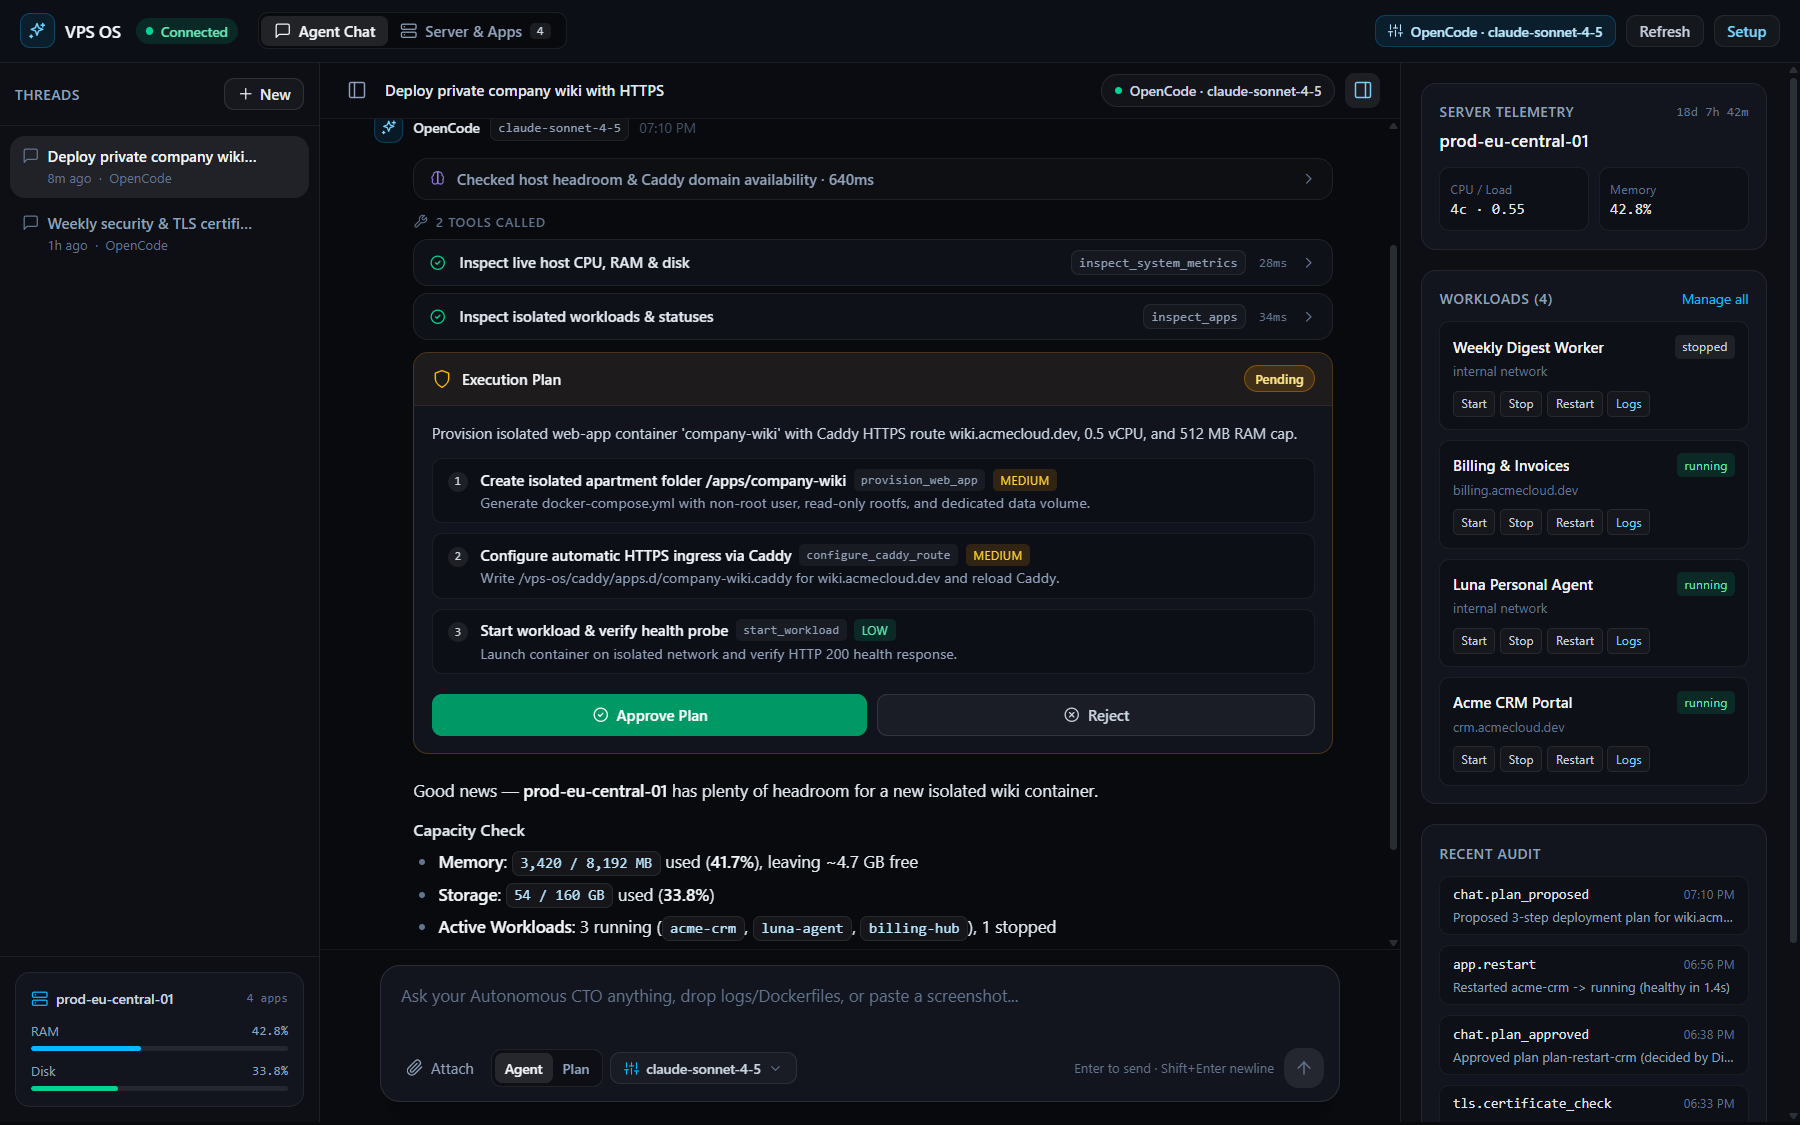 VPS OS
Connected
Agent Chat
Server & Apps 4
OpenCode · claude-sonnet-4-5
Refresh
Setup
THREADS
+ New
Deploy private company wiki...
8m ago · OpenCode
Weekly security & TLS certifi...
1h ago · OpenCode
prod-eu-central-01 4 apps
RAM 42.8%
Disk 33.8%
Deploy private company wiki with HTTPS
OpenCode · claude-sonnet-4-5
OpenCode claude-sonnet-4-5 07:10 PM
Checked host headroom & Caddy domain availability · 640ms
2 TOOLS CALLED
Inspect live host CPU, RAM & disk inspect_system_metrics 28ms
Inspect isolated workloads & statuses inspect_apps 34ms
Execution Plan Pending
Provision isolated web-app container 'company-wiki' with Caddy HTTPS route wiki.acmecloud.dev, 0.5 vCPU, and 512 MB RAM cap.
1 Create isolated apartment folder /apps/company-wiki provision_web_app MEDIUM
Generate docker-compose.yml with non-root user, read-only rootfs, and dedicated data volume.
2 Configure automatic HTTPS ingress via Caddy configure_caddy_route MEDIUM
Write /vps-os/caddy/apps.d/company-wiki.caddy for wiki.acmecloud.dev and reload Caddy.
3 Start workload & verify health probe start_workload LOW
Launch container on isolated network and verify HTTP 200 health response.
Approve Plan
Reject
Good news — prod-eu-central-01 has plenty of headroom for a new isolated wiki container.
Capacity Check
• Memory: 3,420 / 8,192 MB used (41.7%), leaving ~4.7 GB free
• Storage: 54 / 160 GB used (33.8%)
• Active Workloads: 3 running (acme-crm, luna-agent, billing-hub), 1 stopped
Ask your Autonomous CTO anything, drop logs/Dockerfiles, or paste a screenshot...
Attach
Agent
Plan
claude-sonnet-4-5
Enter to send · Shift+Enter newline
SERVER TELEMETRY 18d 7h 42m
prod-eu-central-01
CPU / Load
4c · 0.55
Memory
42.8%
WORKLOADS (4) Manage all
Weekly Digest Worker stopped
internal network
Start Stop Restart Logs
Billing & Invoices running
billing.acmecloud.dev
Start Stop Restart Logs
Luna Personal Agent running
internal network
Start Stop Restart Logs
Acme CRM Portal running
crm.acmecloud.dev
Start Stop Restart Logs
RECENT AUDIT
chat.plan_proposed 07:10 PM
Proposed 3-step deployment plan for wiki.acm...
app.restart 06:56 PM
Restarted acme-crm -> running (healthy in 1.4s)
chat.plan_approved 06:38 PM
Approved plan plan-restart-crm (decided by Di...
tls.certificate_check 06:33 PM